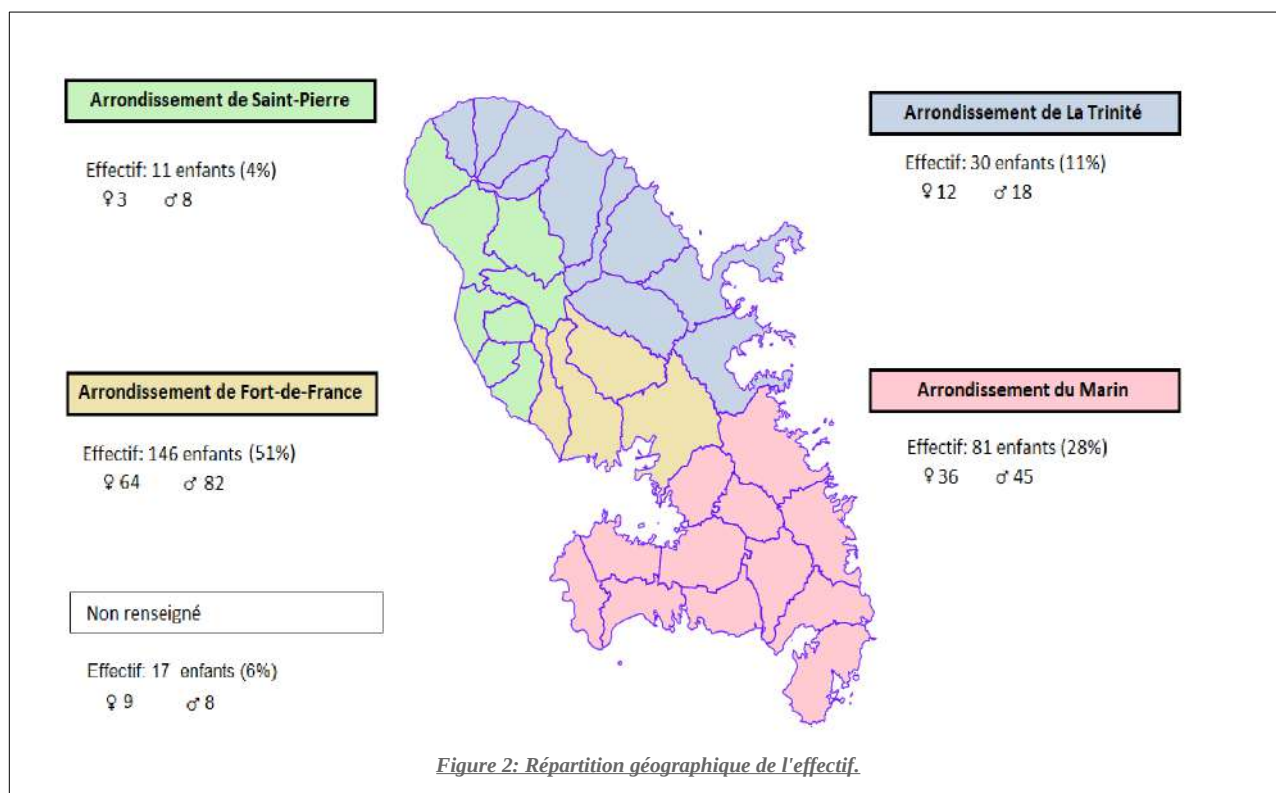 Arrondissement de Saint-Pierre
Effectif: 11 enfants (4%)
♀3 ♂8
Arrondissement de La Trinité
Effectif: 30 enfants (11%)
♀12 ♂18
Arrondissement de Fort-de-France
Effectif: 146 enfants (51%)
♀64 ♂82
Arrondissement du Marin
Effectif: 81 enfants (28%)
♀36 ♂45
Non renseigné
Effectif: 17 enfants (6%)
♀9 ♂8
Figure 2: Répartition géographique de l'effectif.